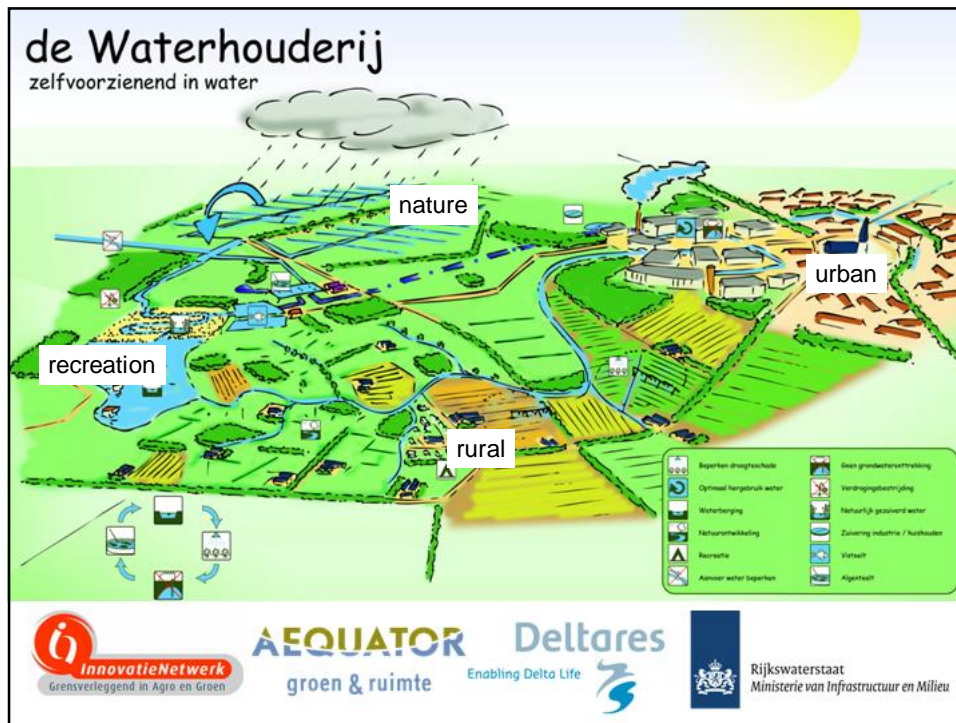 de Waterhouderij
zelfvoorzienend in water
nature
urban
recreation
rural
Beperken droogteschade
Optimaal hergebruik water
Waterberging
Natuurontwikkeling
Recreatie
Aanvoer water beperken
Geen grondwateronttrekking
Verdrogingsbestrijding
Natuurlijk gezuiverd water
Zuivering industrie / huishouden
Visteelt
Algenteelt
InnovatieNetwerk
Grensverleggend in Agro en Groen
AEQUATOR
groen & ruimte
Deltares
Enabling Delta Life
Rijkswaterstaat
Ministerie van Infrastructuur en Milieu